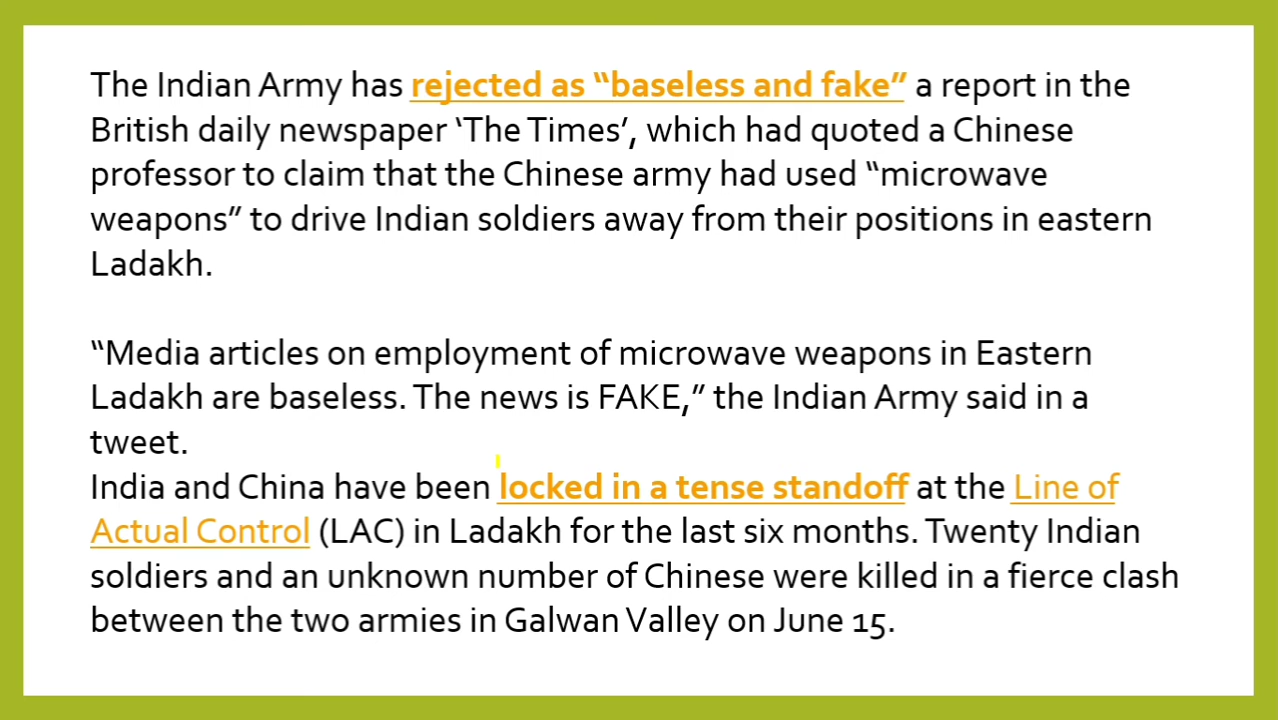 The Indian Army has rejected as “baseless and fake” a report in the
British daily newspaper ‘The Times’, which had quoted a Chinese
professor to claim that the Chinese army had used “microwave
weapons” to drive Indian soldiers away from their positions in eastern
Ladakh.
“Media articles on employment of microwave weapons in Eastern
Ladakh are baseless. The news is FAKE,” the Indian Army said in a
tweet.
India and China have been locked in a tense standoff at the Line of
Actual Control (LAC) in Ladakh for the last six months. Twenty Indian
soldiers and an unknown number of Chinese were killed in a fierce clash
between the two armies in Galwan Valley on June 15.